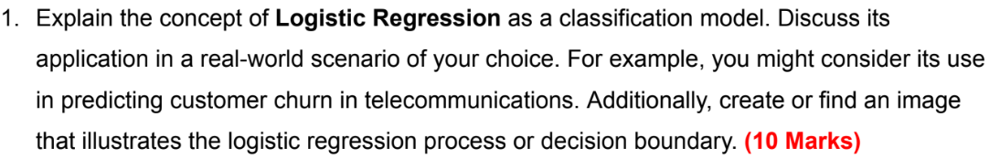 1. Explain the concept of Logistic Regression as a classification model. Discuss its
application in a real-world scenario of your choice. For example, you might consider its use
in predicting customer churn in telecommunications. Additionally, create or find an image
that illustrates the logistic regression process or decision boundary. (10 Marks)